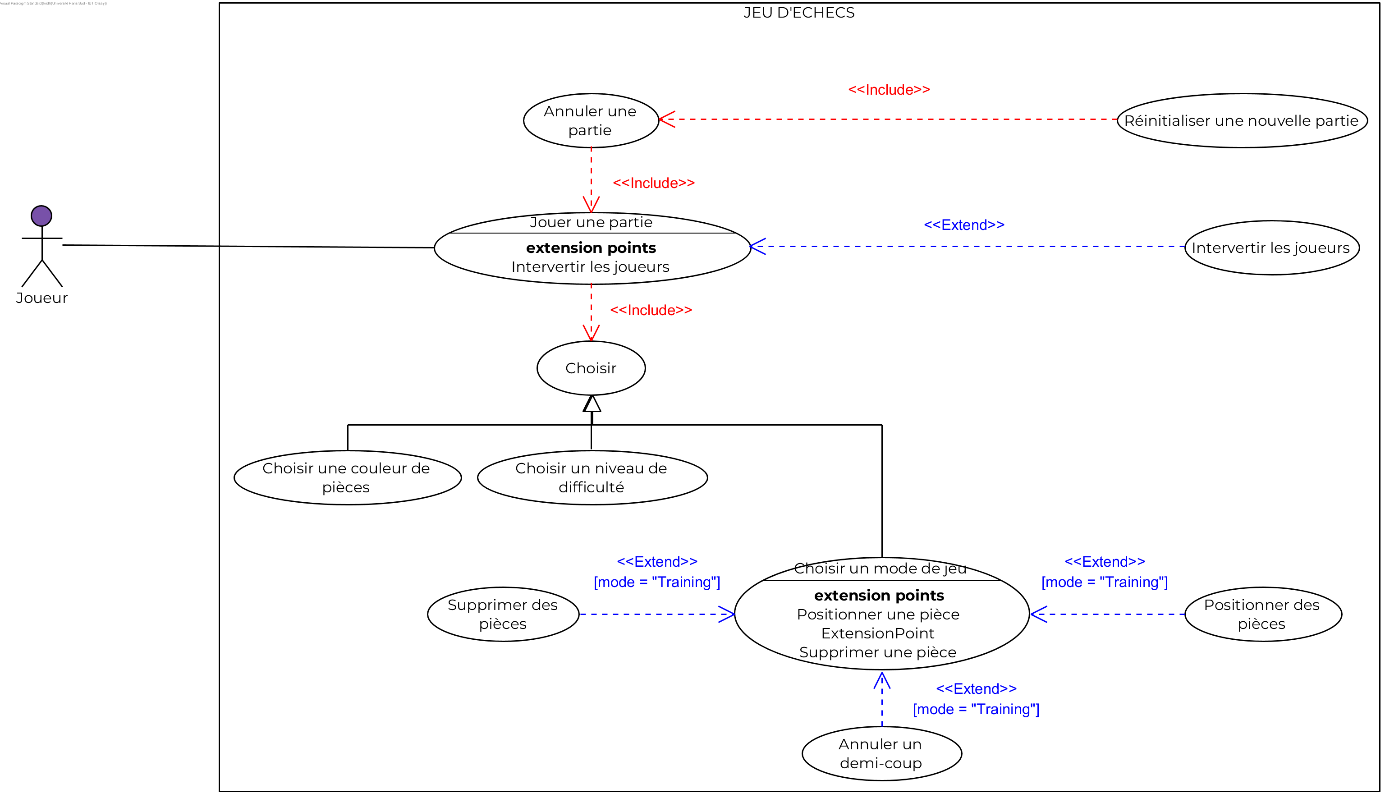 JEU D'ECHECS
<<Include>>
Annuler une
partie
Réinitialiser une nouvelle partie
<<Include>>
Jouer une partie
extension points
Intervertir les joueurs
<<Extend>>
Intervertir les joueurs
Joueur
<<Include>>
Choisir
Choisir une couleur de
pièces
Choisir un niveau de
difficulté
<<Extend>>
[mode = "Training"]
Choisir un mode de jeu
extension points
Positionner une pièce
ExtensionPoint
Supprimer une pièce
<<Extend>>
[mode = "Training"]
Supprimer des
pièces
Positionner des
pièces
<<Extend>>
[mode = "Training"]
Annuler un
demi-coup